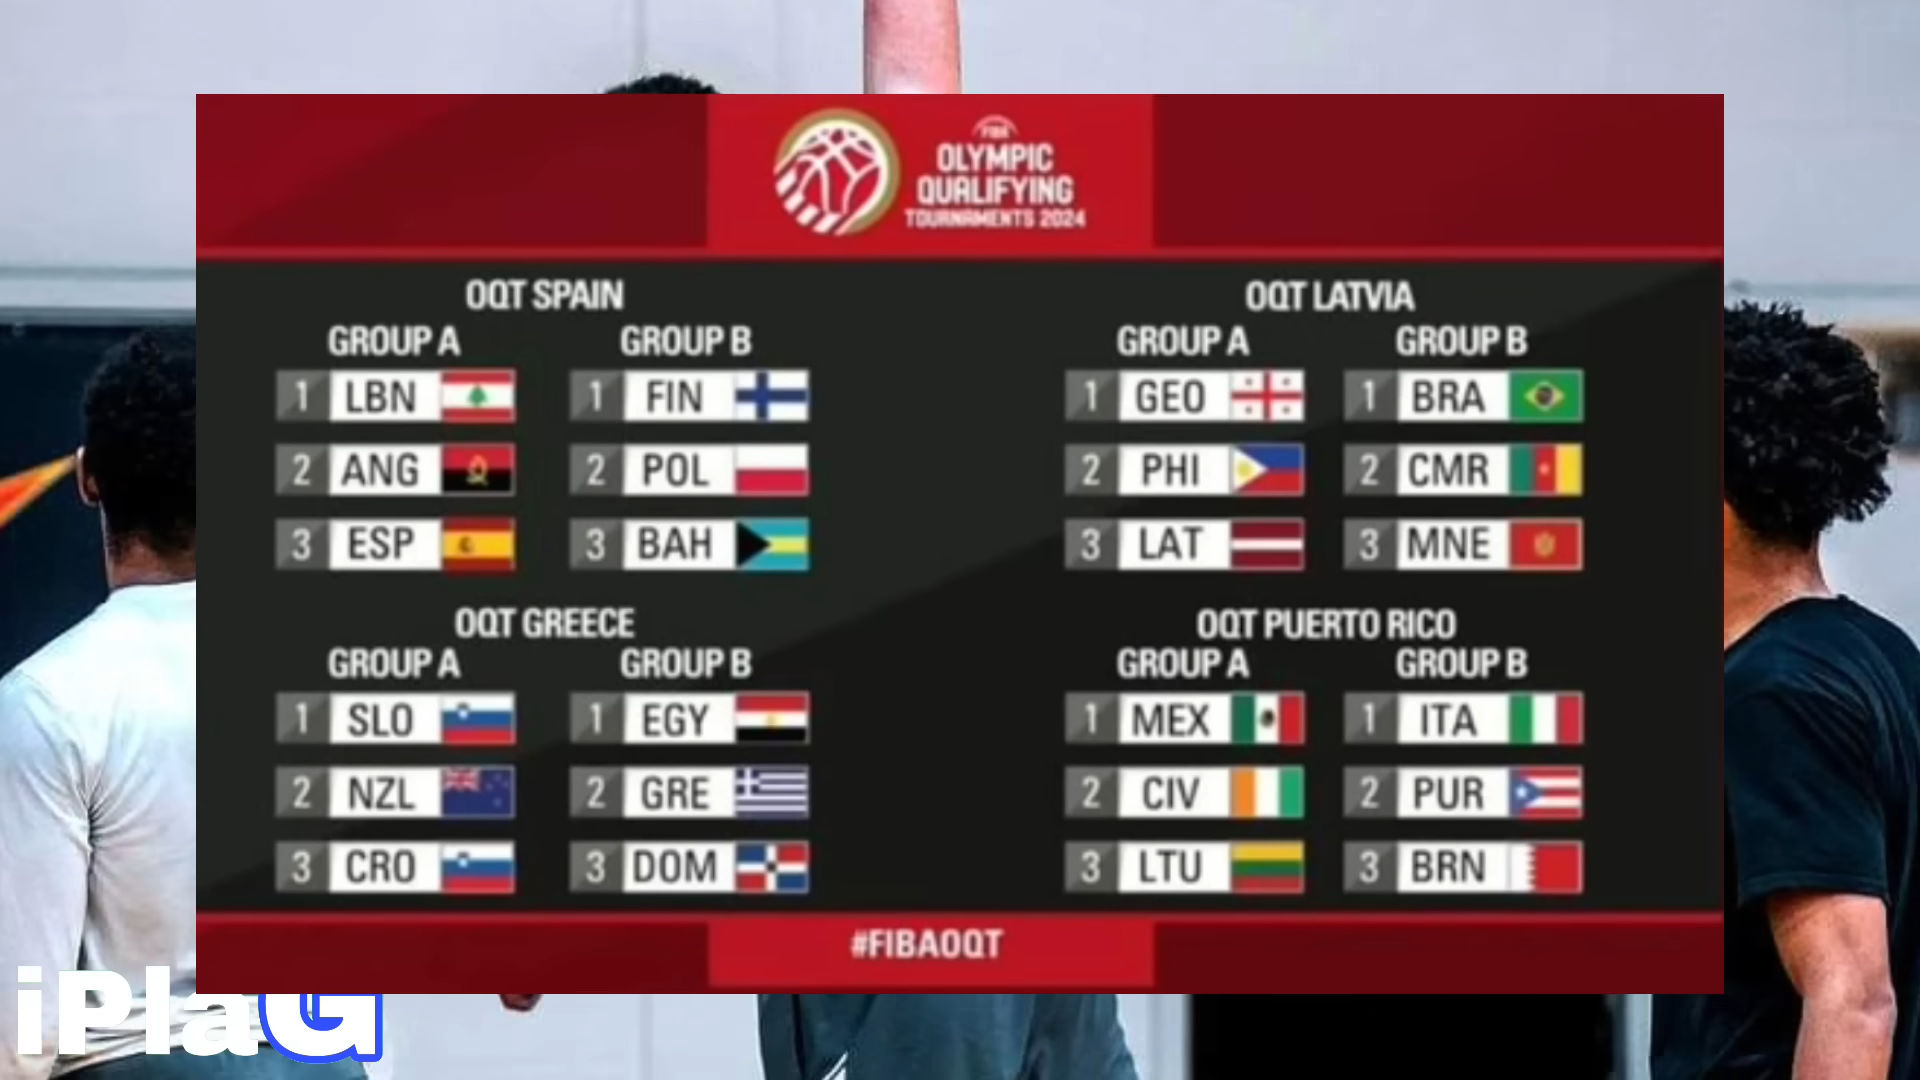 FIBA
OLYMPIC
QUALIFYING
TOURNAMENTS 2024
OQT SPAIN
GROUP A
1 LBN
2 ANG
3 ESP
GROUP B
1 FIN
2 POL
3 BAH
OQT LATVIA
GROUP A
1 GEO
2 PHI
3 LAT
GROUP B
1 BRA
2 CMR
3 MNE
OQT GREECE
GROUP A
1 SLO
2 NZL
3 CRO
GROUP B
1 EGY
2 GRE
3 DOM
OQT PUERTO RICO
GROUP A
1 MEX
2 CIV
3 LTU
GROUP B
1 ITA
2 PUR
3 BRN
#FIBAOQT
iPlaG